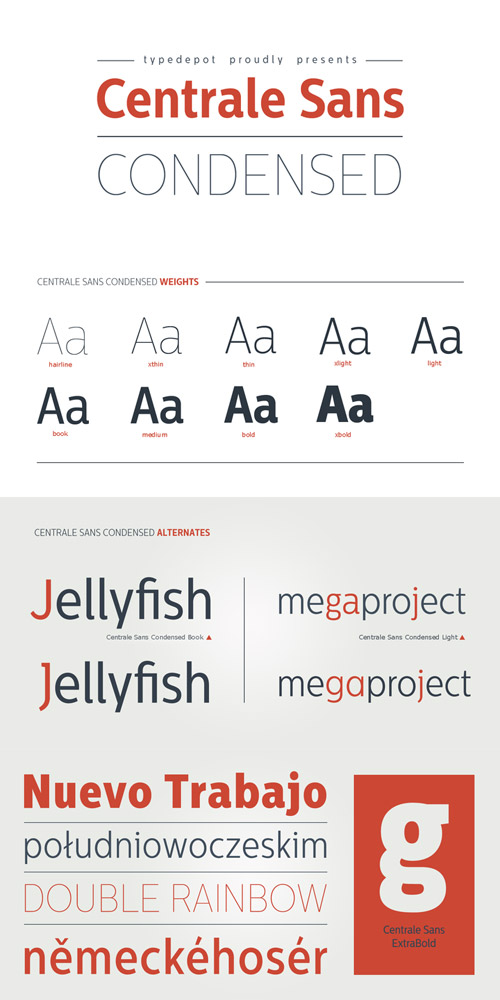 typedepot proudly presents
Centrale Sans
CONDENSED
CENTRALE SANS CONDENSED WEIGHTS
Aa Aa Aa Aa Aa
hairline xthin thin xlight light
Aa Aa Aa Aa
book medium bold xbold
CENTRALE SANS CONDENSED ALTERNATES
Jellyfish megaproject
Centrale Sans Condensed Book ▲ Centrale Sans Condensed Light ▲
Jellyfish megaproject
Nuevo Trabajo
południowoczeskim
DOUBLE RAINBOW
německéhosér
g
Centrale Sans
ExtraBold